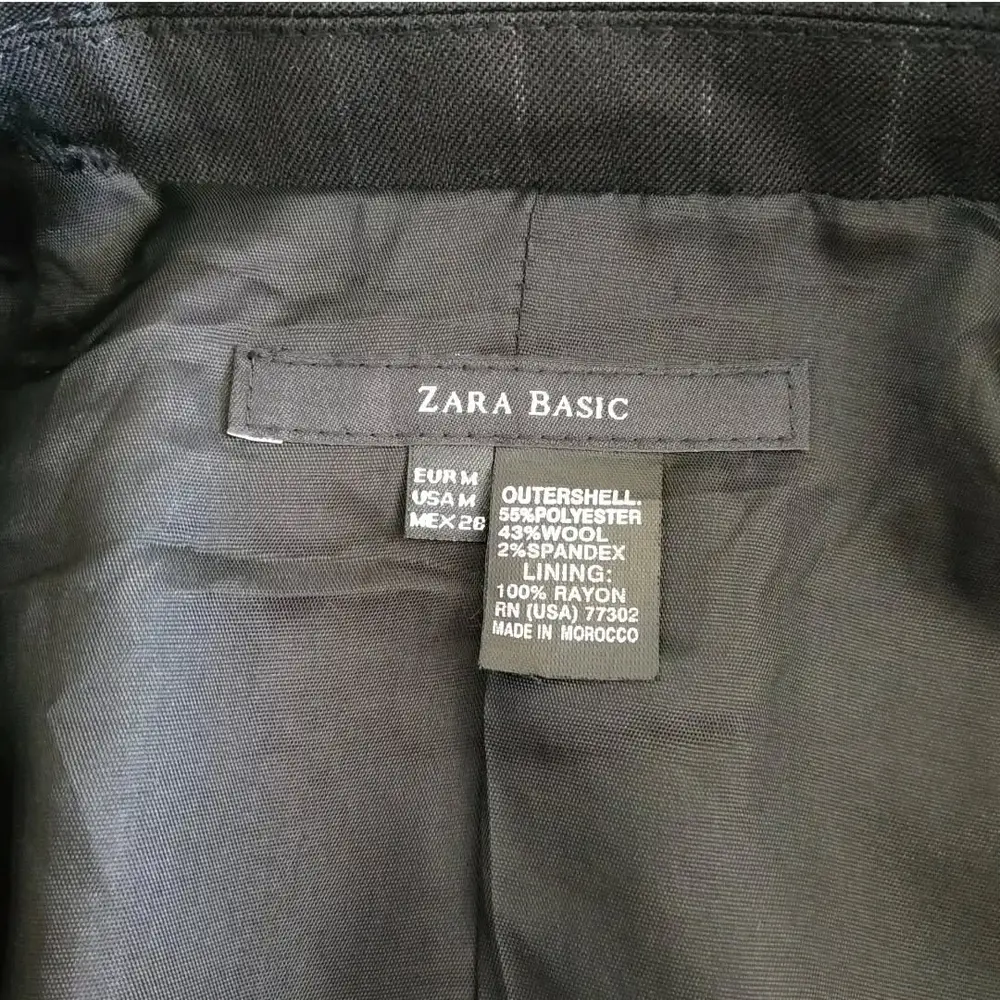 ZARA BASIC
EUR M
USA M
MEX 26
OUTERSHELL.
55%POLYESTER
43%WOOL
2%SPANDEX
LINING:
100% RAYON
RN (USA) 77302
MADE IN MOROCCO